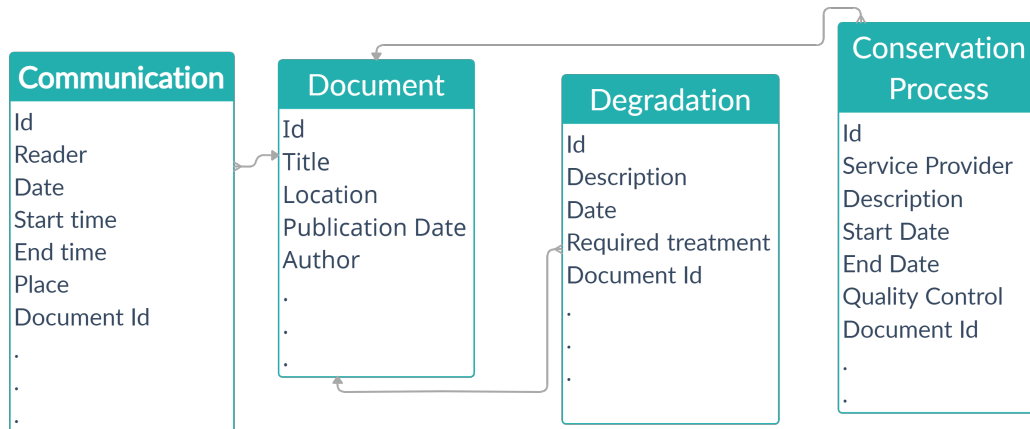 Communication
Id
Reader
Date
Start time
End time
Place
Document Id
.
.
.
Document
Id
Title
Location
Publication Date
Author
.
.
.
Degradation
Id
Description
Date
Required treatment
Document Id
.
.
.
Conservation
Process
Id
Service Provider
Description
Start Date
End Date
Quality Control
Document Id
.
.